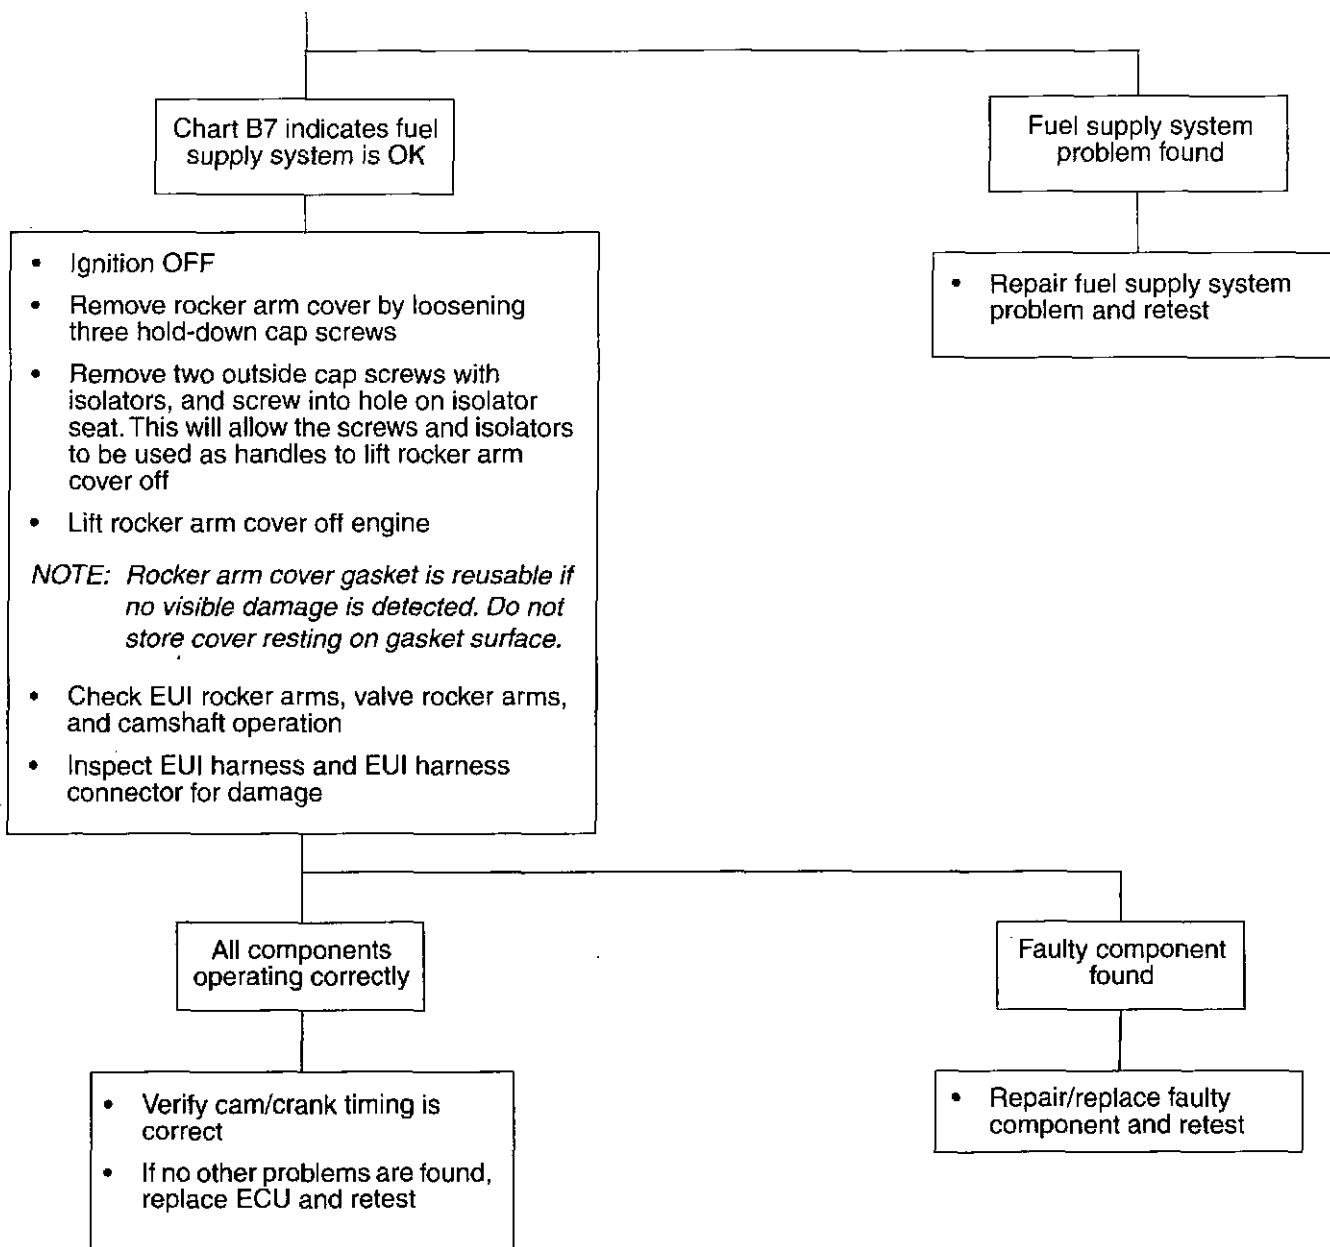 Chart B7 indicates fuel
supply system is OK
Fuel supply system
problem found
• Ignition OFF
• Remove rocker arm cover by loosening
three hold-down cap screws
• Remove two outside cap screws with
isolators, and screw into hole on isolator
seat. This will allow the screws and isolators
to be used as handles to lift rocker arm
cover off
• Lift rocker arm cover off engine
NOTE: Rocker arm cover gasket is reusable if
no visible damage is detected. Do not
store cover resting on gasket surface.
• Check EUI rocker arms, valve rocker arms,
and camshaft operation
• Inspect EUI harness and EUI harness
connector for damage
• Repair fuel supply system
problem and retest
All components
operating correctly
Faulty component
found
• Verify cam/crank timing is
correct
• If no other problems are found,
replace ECU and retest
• Repair/replace faulty
component and retest